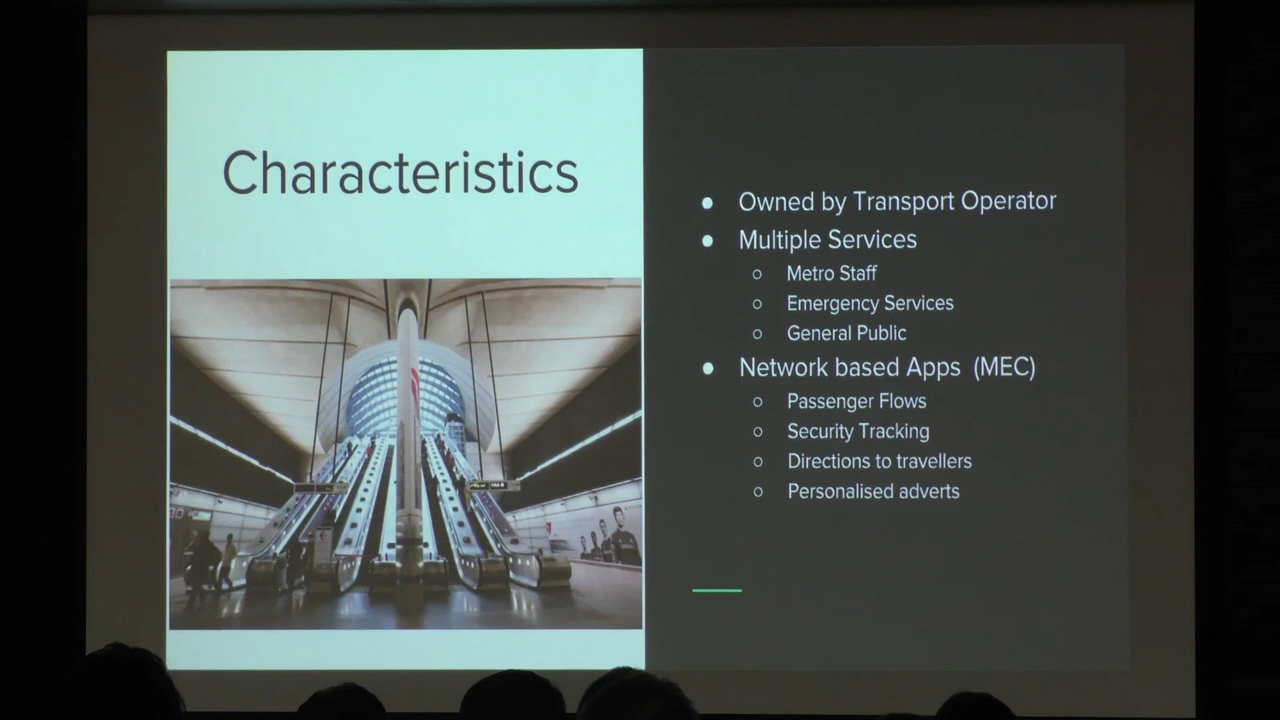 Characteristics
● Owned by Transport Operator
● Multiple Services
○ Metro Staff
○ Emergency Services
○ General Public
● Network based Apps (MEC)
○ Passenger Flows
○ Security Tracking
○ Directions to travellers
○ Personalised adverts